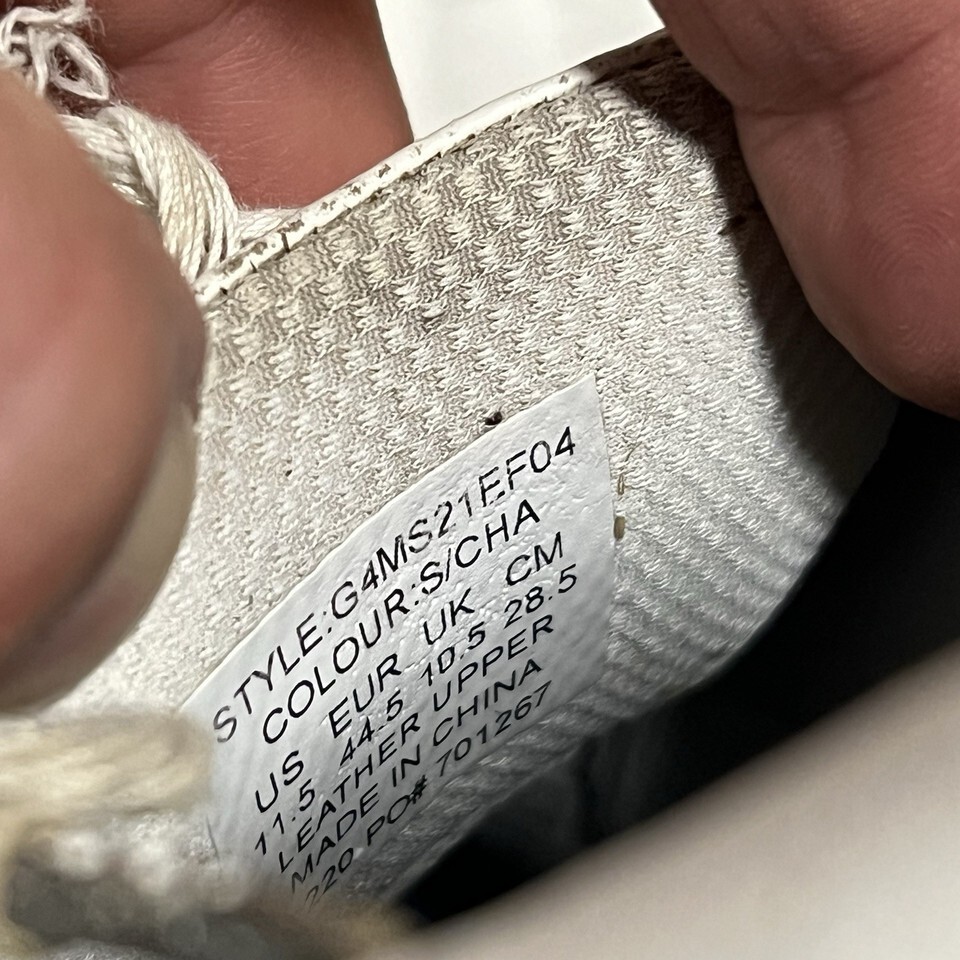 STYLE:G4MS21EF04
COLOUR:S/CHA
US EUR UK CM
11.5 44.5 10.5 28.5
LEATHER UPPER
MADE IN CHINA
220 PO# 701267